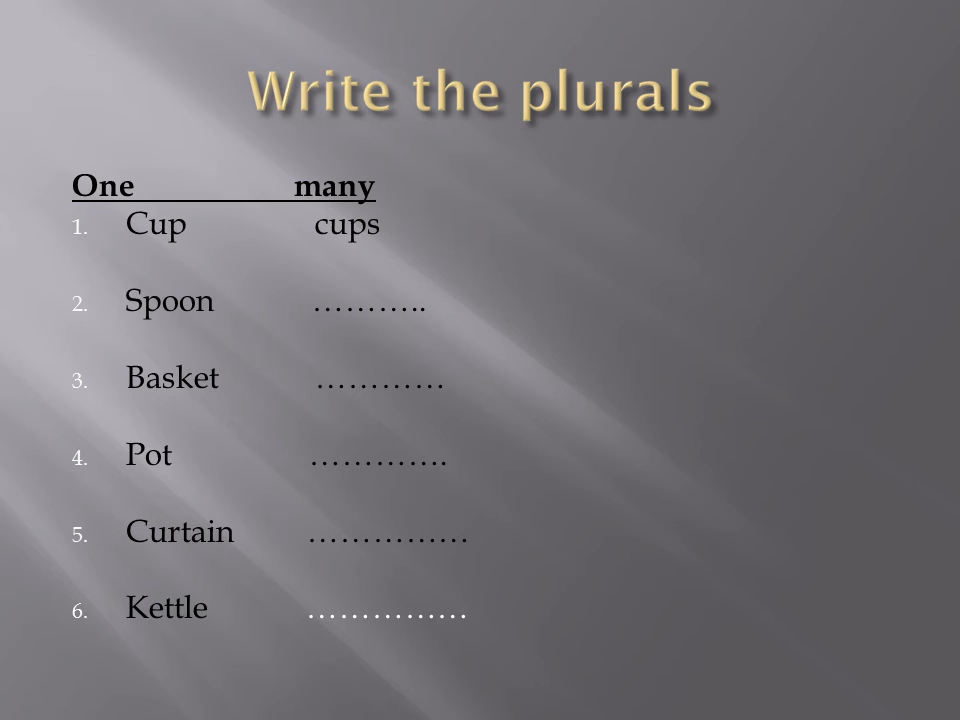 Write the plurals
One many
1. Cup cups
2. Spoon ………..
3. Basket …………
4. Pot ………….
5. Curtain ……………
6. Kettle ……………